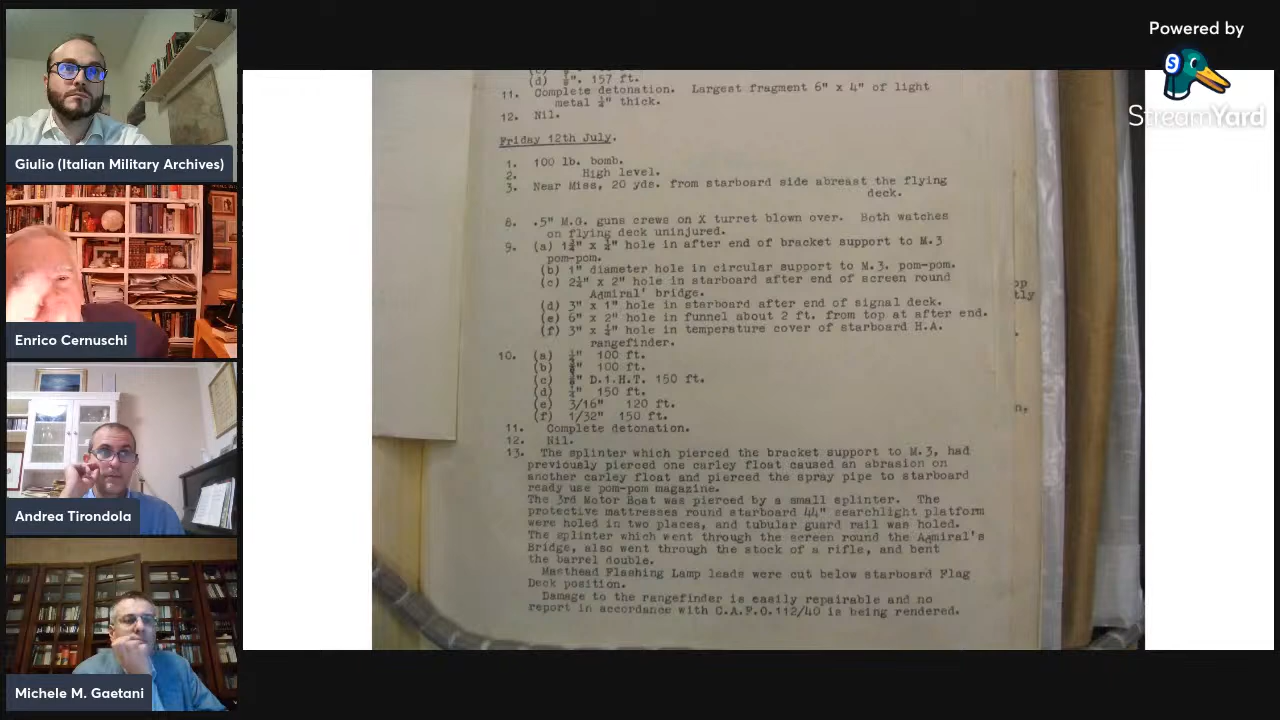 Powered by
StreamYard
Giulio (Italian Military Archives)
Enrico Cernuschi
Andrea Tirondola
Michele M. Gaetani
(d) ⅛". 157 ft.
11. Complete detonation. Largest fragment 6" x 4" of light
metal ¼" thick.
12. Nil.
Friday 12th July.
1. 100 lb. bomb.
2. High level.
3. Near Miss, 20 yds. from starboard side abreast the flying
deck.
8. .5" M.G. guns crews on X turret blown over. Both watches
on flying deck uninjured.
9. (a) hole in after end of bracket support to M.3
pom-pom.
(b) 1" diameter hole in circular support to M.3. pom-pom.
(c) 2½" x 2" hole in starboard after end of screen round
Admiral' bridge.
(d) 3" x 1" hole in starboard after end of signal deck.
(e) 6" x 2" hole in funnel about 2 ft. from top at after end.
(f) 3" x ¼" hole in temperature cover of starboard H.A.
rangefinder.
10. (a) 100 ft.
(b) 100 ft.
(c) D.1.H.T. 150 ft.
(d) 150 ft.
(e) 3/16" 120 ft.
(f) 1/32" 150 ft.
11. Complete detonation.
12. Nil.
13. The splinter which pierced the bracket support to M.3, had
previously pierced one carley float caused an abrasion on
another carley float and pierced the spray pipe to starboard
ready use pom-pom magazine.
The 3rd Motor Boat was pierced by a small splinter. The
protective mattresses round starboard 44" searchlight platform
were holed in two places, and tubular guard rail was holed.
The splinter which went through the screen round the Admiral's
Bridge, also went through the stock of a rifle, and bent
the barrel double.
Masthead Flashing Lamp leads were cut below starboard Flag
Deck position.
Damage to the rangefinder is easily repairable and no
report in accordance with C.A.F.O.112/40 is being rendered.